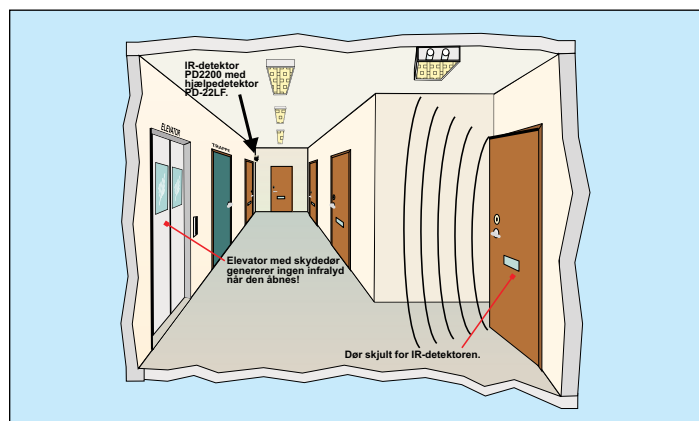 IR-detektor
PD2200 med
hjælpedetektor
PD-22LF.
ELEVATOR
TRAPPE
Elevator med skydedør
genererer ingen infralyd
når den åbnes!
Dør skjult for IR-detektoren.